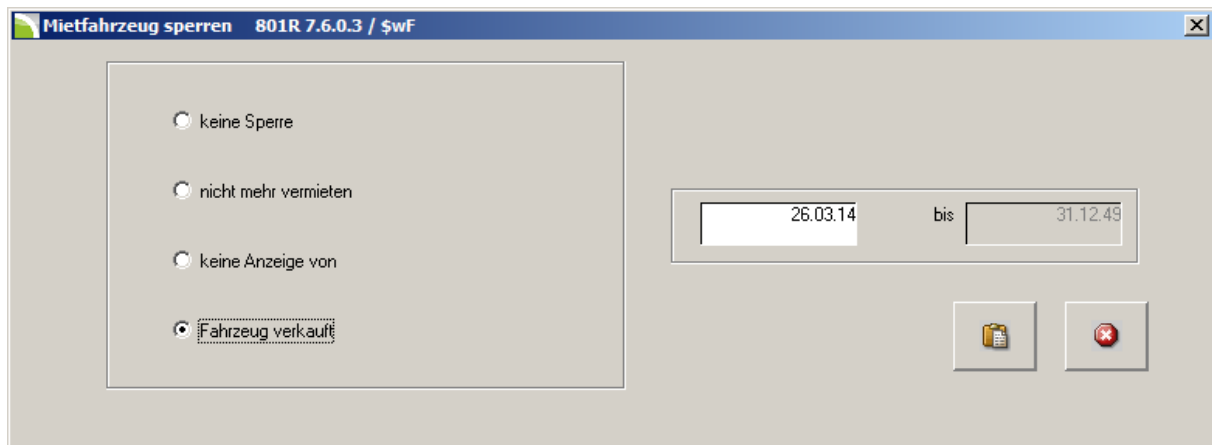 Mietfahrzeug sperren 801R 7.6.0.3 / $wF
keine Sperre
nicht mehr vermieten
keine Anzeige von
Fahrzeug verkauft
26.03.14 bis 31.12.49